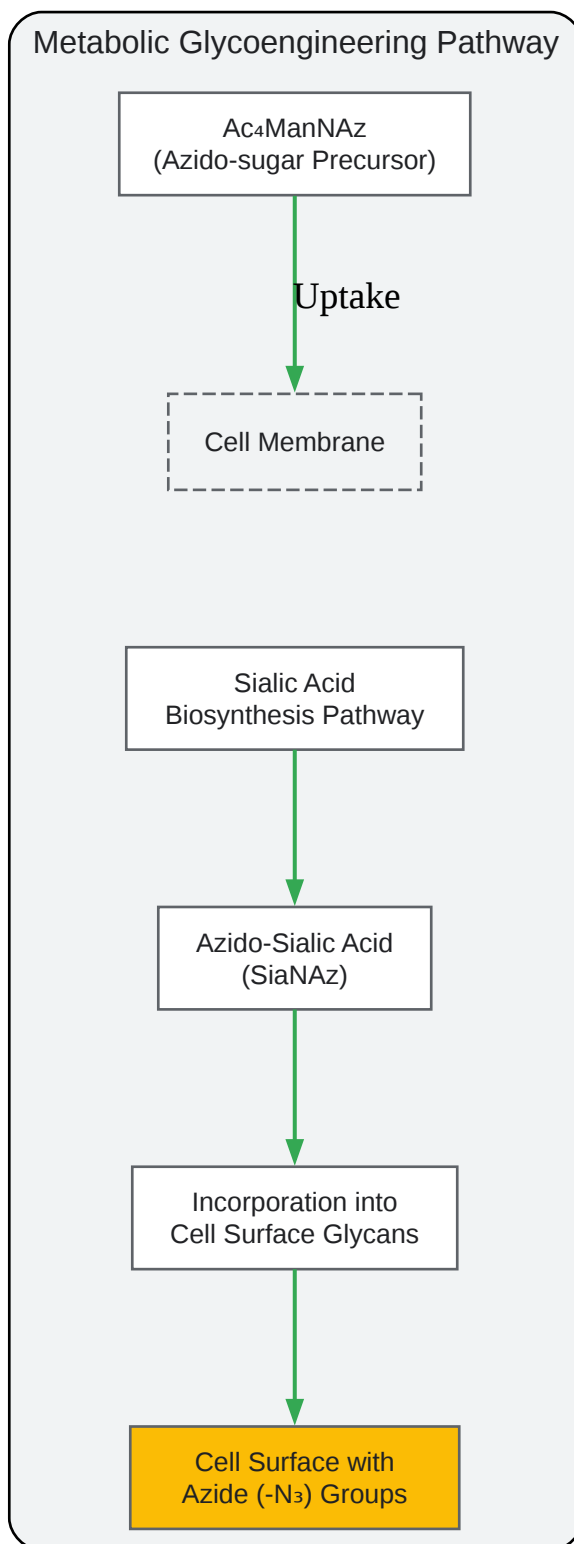 Metabolic Glycoengineering Pathway
Ac₄ManNAz
(Azido-sugar Precursor)
Uptake
Cell Membrane
Sialic Acid
Biosynthesis Pathway
Azido-Sialic Acid
(SiaNAz)
Incorporation into
Cell Surface Glycans
Cell Surface with
Azide (-N₃) Groups